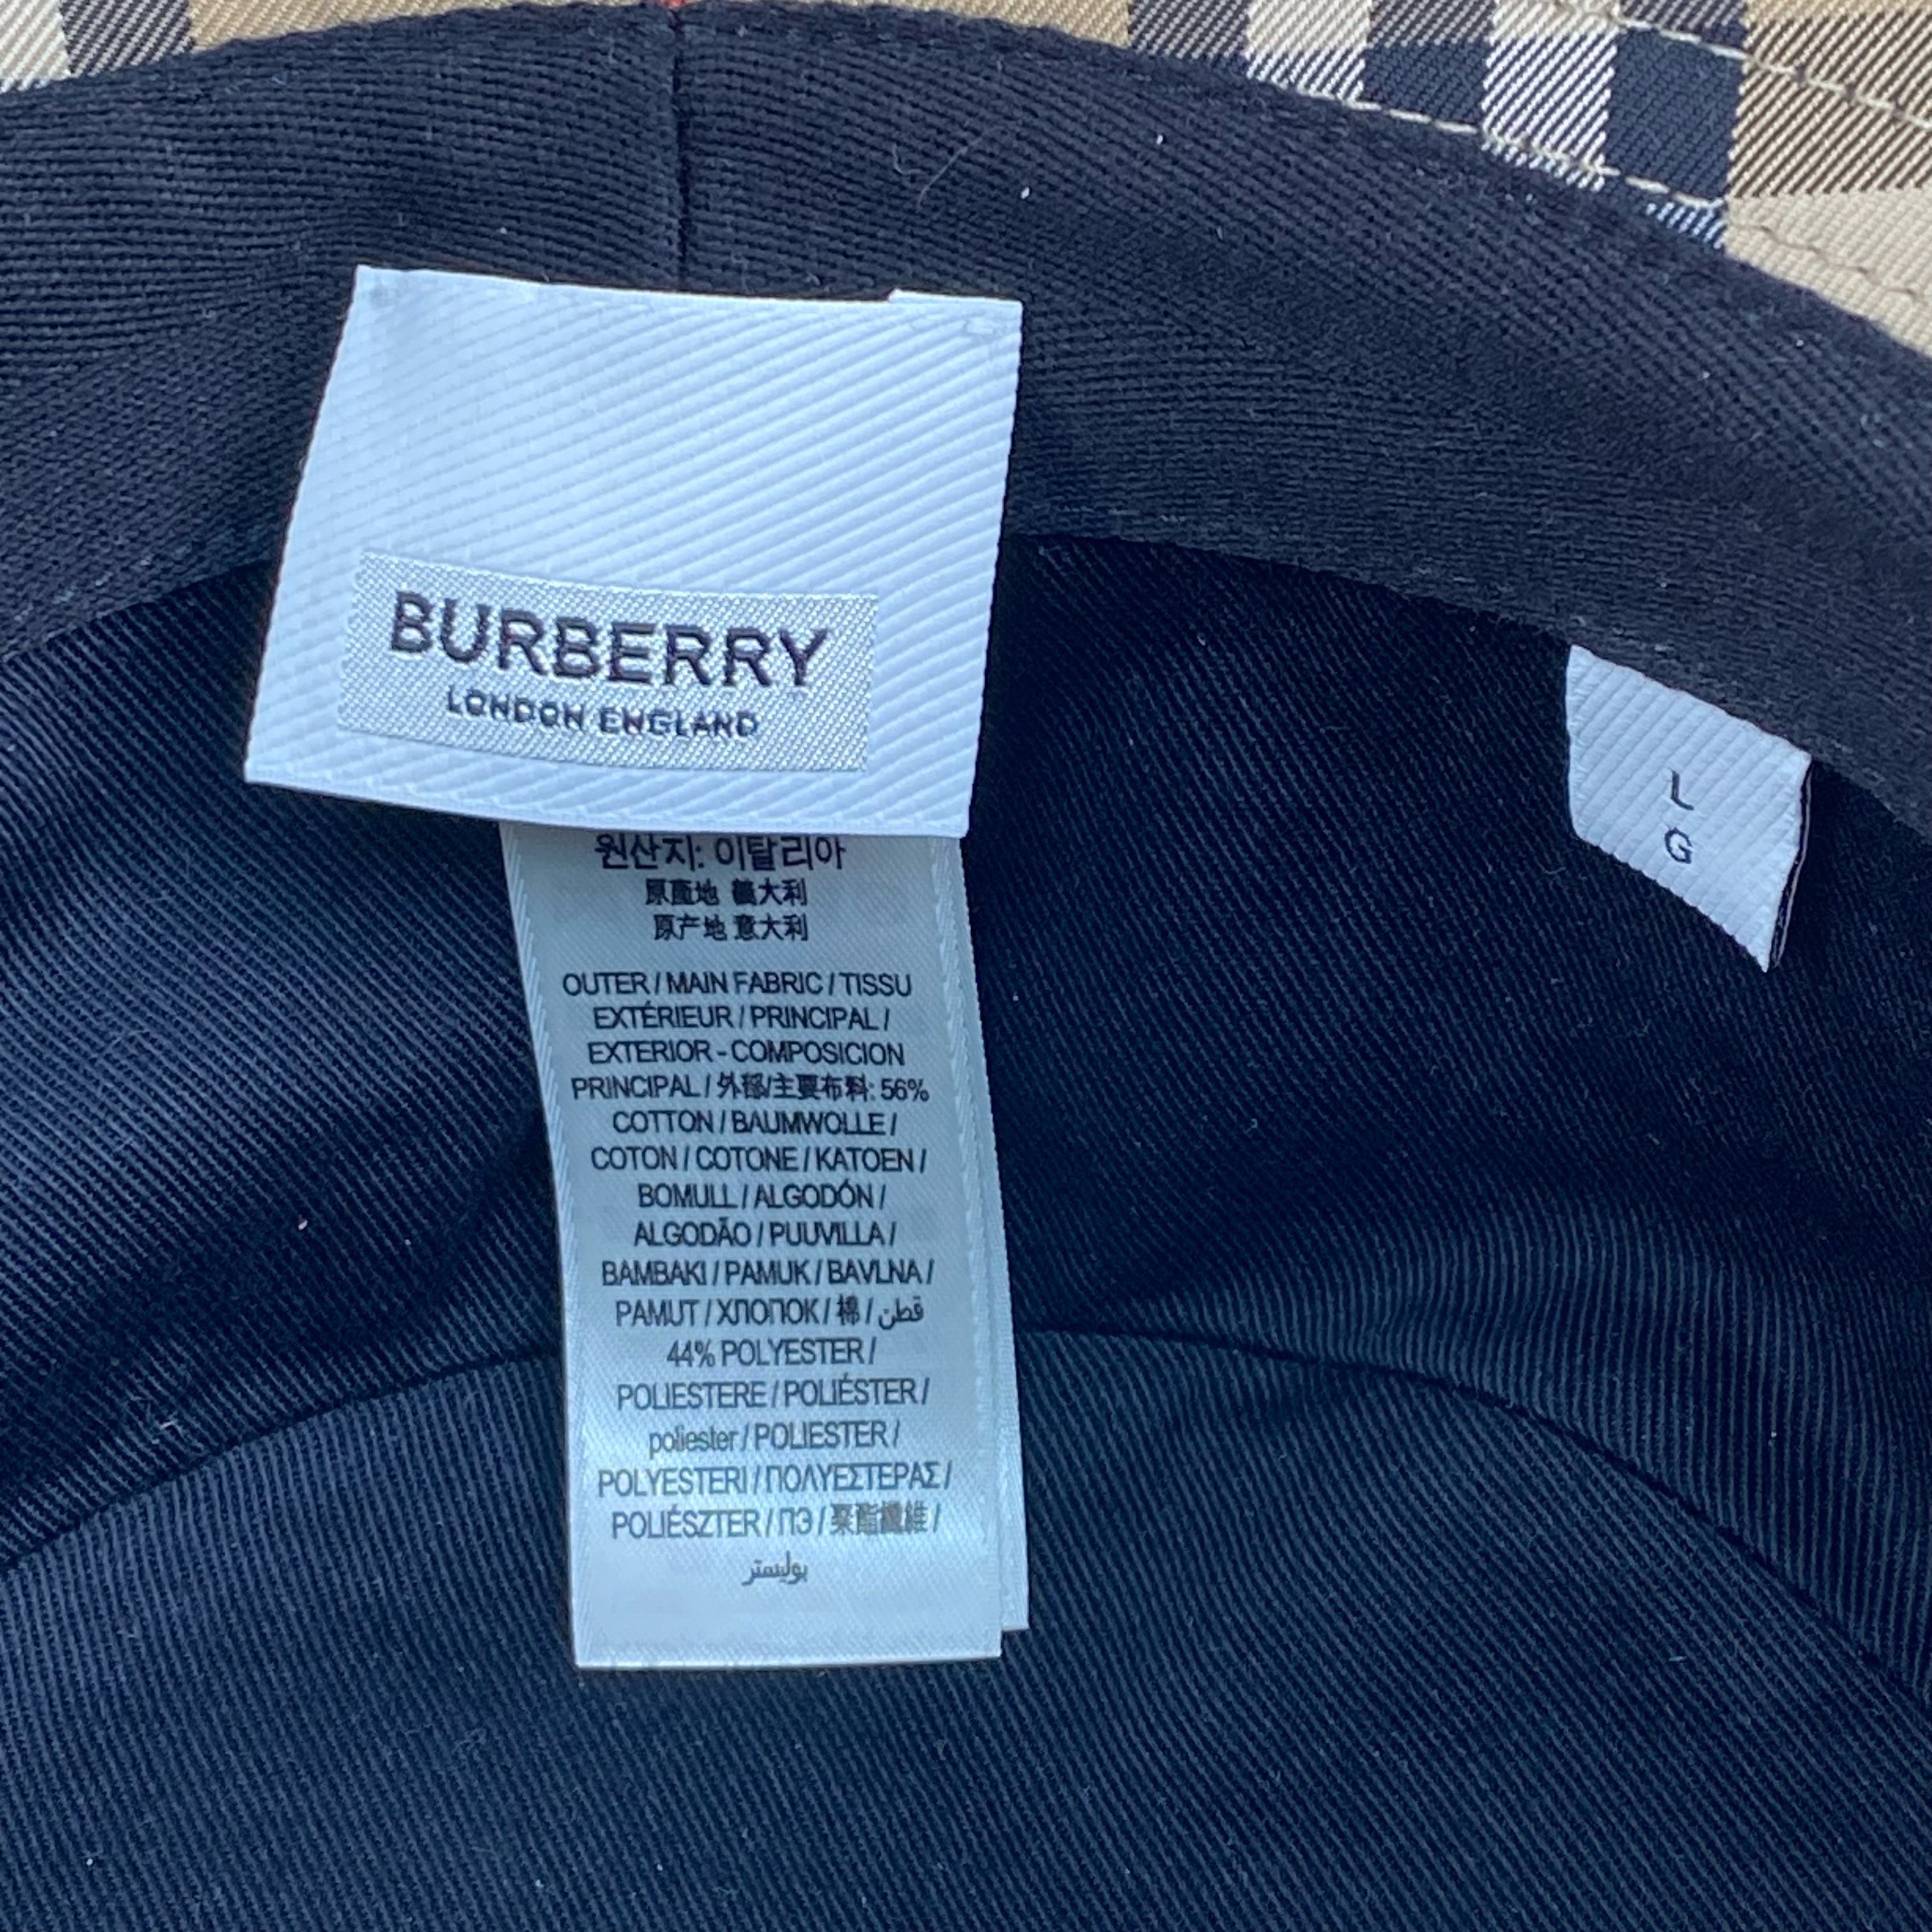 BURBERRY
LONDON ENGLAND
L
G
원산지: 이탈리아
原產地 義大利
原产地 意大利
OUTER / MAIN FABRIC / TISSU
EXTÉRIEUR / PRINCIPAL /
EXTERIOR - COMPOSICION
PRINCIPAL / 外部/主要布料: 56%
COTTON / BAUMWOLLE /
COTON / COTONE / KATOEN /
BOMULL / ALGODÓN /
ALGODÃO / PUUVILLA /
BAMBAKI / PAMUK / BAVLNA /
PAMUT / ХЛОПОК / 棉 / قطن
44% POLYESTER /
POLIESTERE / POLIÉSTER /
poliester / POLIESTER /
POLYESTERI / ΠΟΛΥΕΣΤΕΡΑΣ /
POLIÉSZTER / ПЭ / 聚酯纖維 /
بوليستر